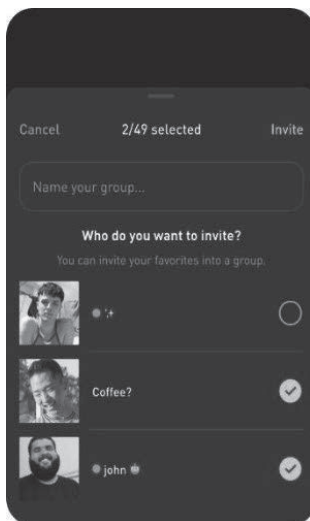 Cancel 2/49 selected Invite
Name your group...
Who do you want to invite?
You can invite your favorites into a group.
Coffee?
john